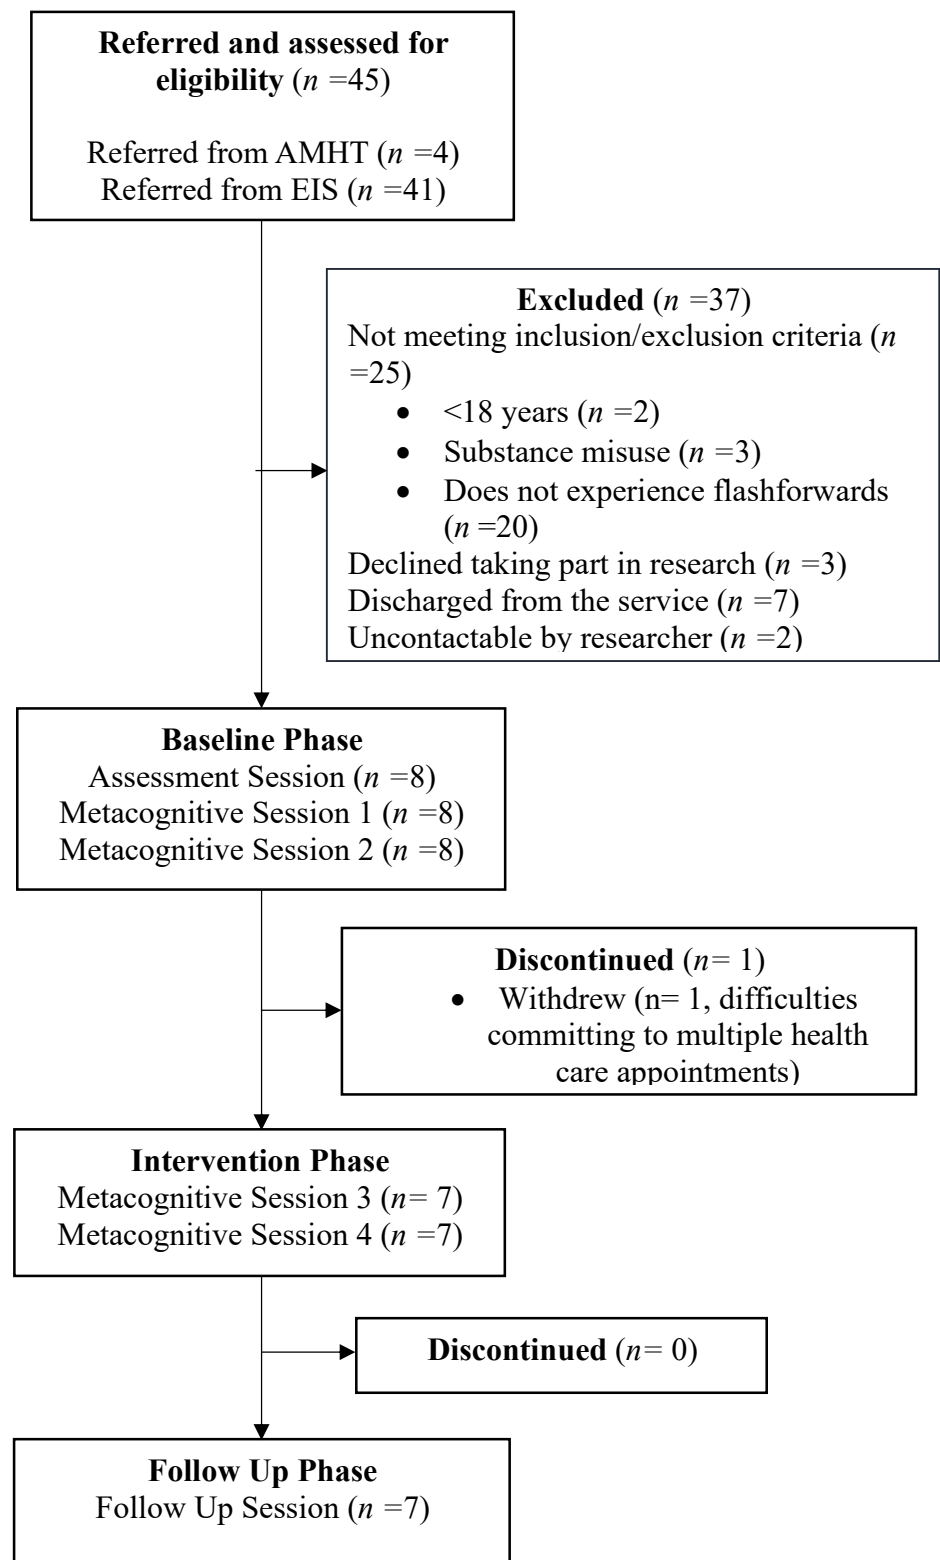 Referred and assessed for
eligibility (n =45)
Referred from AMHT (n =4)
Referred from EIS (n =41)
Excluded (n =37)
Not meeting inclusion/exclusion criteria (n
=25)
• <18 years (n =2)
• Substance misuse (n =3)
• Does not experience flashforwards
(n =20)
Declined taking part in research (n =3)
Discharged from the service (n =7)
Uncontactable by researcher (n =2)
Baseline Phase
Assessment Session (n =8)
Metacognitive Session 1 (n =8)
Metacognitive Session 2 (n =8)
Discontinued (n= 1)
• Withdrew (n= 1, difficulties
committing to multiple health
care appointments)
Intervention Phase
Metacognitive Session 3 (n= 7)
Metacognitive Session 4 (n =7)
Discontinued (n= 0)
Follow Up Phase
Follow Up Session (n =7)